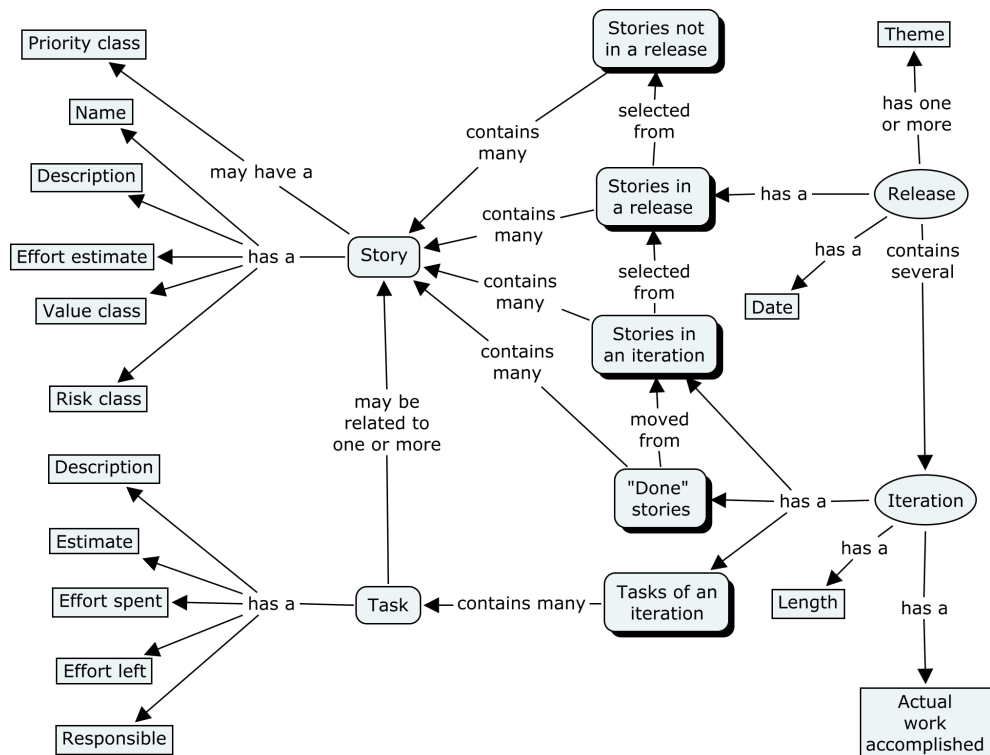 Priority class
Name
Description
Effort estimate
Value class
Risk class
may have a
has a
Story
contains
many
contains
many
contains
many
contains
many
Stories not
in a release
selected
from
Stories in
a release
selected
from
Stories in
an iteration
moved
from
"Done"
stories
Theme
has one
or more
Release
has a
has a
Date
contains
several
may be
related to
one or more
Description
Estimate
Effort spent
Effort left
Responsible
has a
Task
contains many
Tasks of an
iteration
has a
Iteration
has a
Length
has a
Actual
work
accomplished